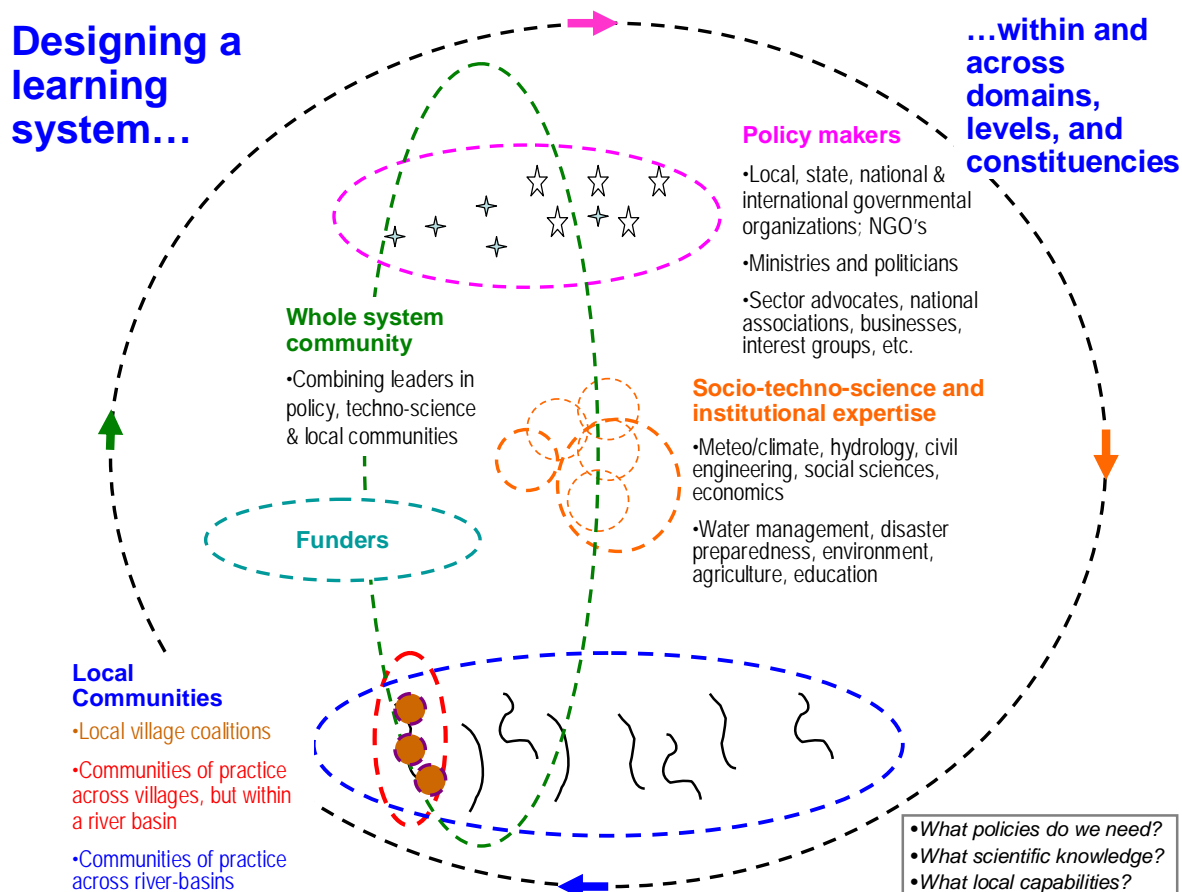 Designing a
learning
system…
…within and
across
domains,
levels, and
constituencies
Policy makers
•Local, state, national &
international governmental
organizations; NGO's
•Ministries and politicians
•Sector advocates, national
associations, businesses,
interest groups, etc.
Whole system
community
•Combining leaders in
policy, techno-science
& local communities
Socio-techno-science and
institutional expertise
•Meteo/climate, hydrology, civil
engineering, social sciences,
economics
•Water management, disaster
preparedness, environment,
agriculture, education
Funders
Local
Communities
•Local village coalitions
•Communities of practice
across villages, but within
a river basin
•Communities of practice
across river-basins
•What policies do we need?
•What scientific knowledge?
•What local capabilities?